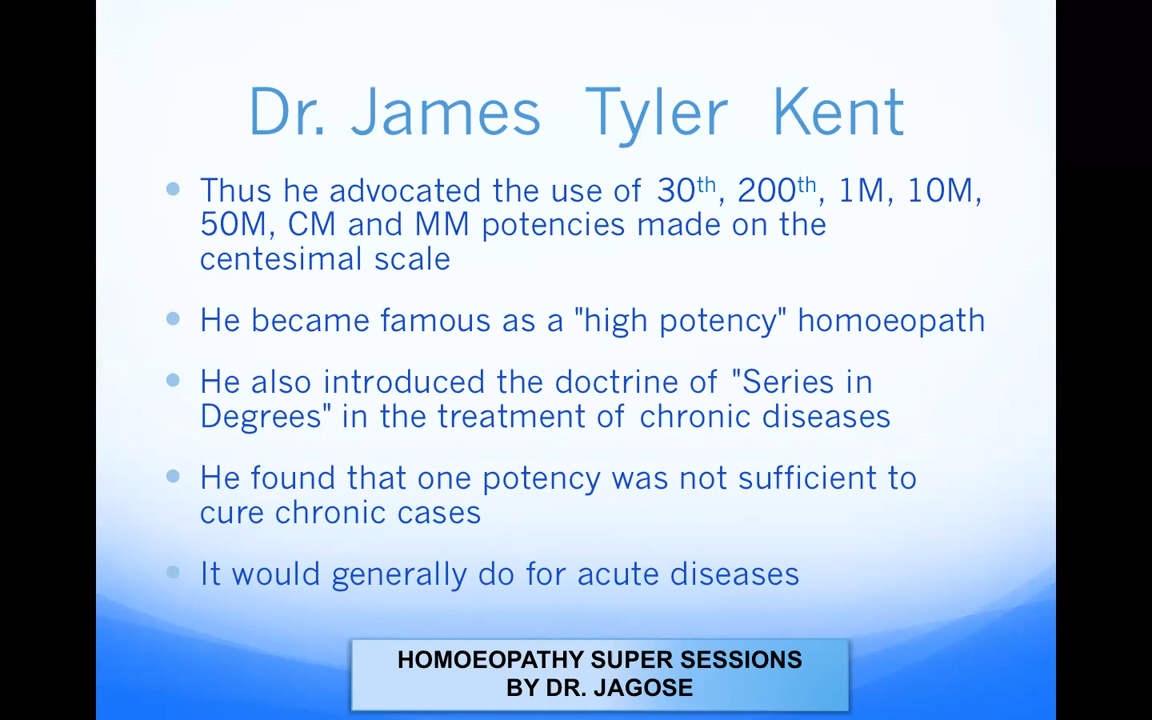 Dr. James Tyler Kent
Thus he advocated the use of 30th, 200th, 1M, 10M,
50M, CM and MM potencies made on the
centesimal scale
He became famous as a "high potency" homoeopath
He also introduced the doctrine of "Series in
Degrees" in the treatment of chronic diseases
He found that one potency was not sufficient to
cure chronic cases
It would generally do for acute diseases
HOMOEOPATHY SUPER SESSIONS
BY DR. JAGOSE